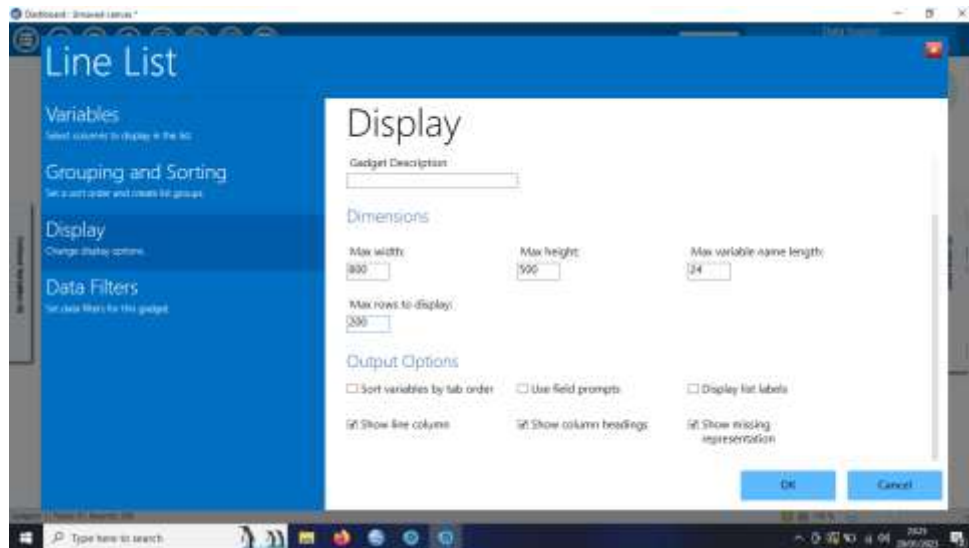 Dashboard - Unsaved canvas *
Line List
Variables
Select columns to display in the list
Grouping and Sorting
Set a sort order and create list groups.
Display
Change display options.
Data Filters
Set data filters for this gadget
Display
Gadget Description
Dimensions
Max width:
Max height:
Max variable name length:
800
500
24
Max rows to display:
200
Output Options
Sort variables by tab order
Use field prompts
Display list labels
Show line column
Show column headings
Show missing
representation
OK
Cancel
Type here to search